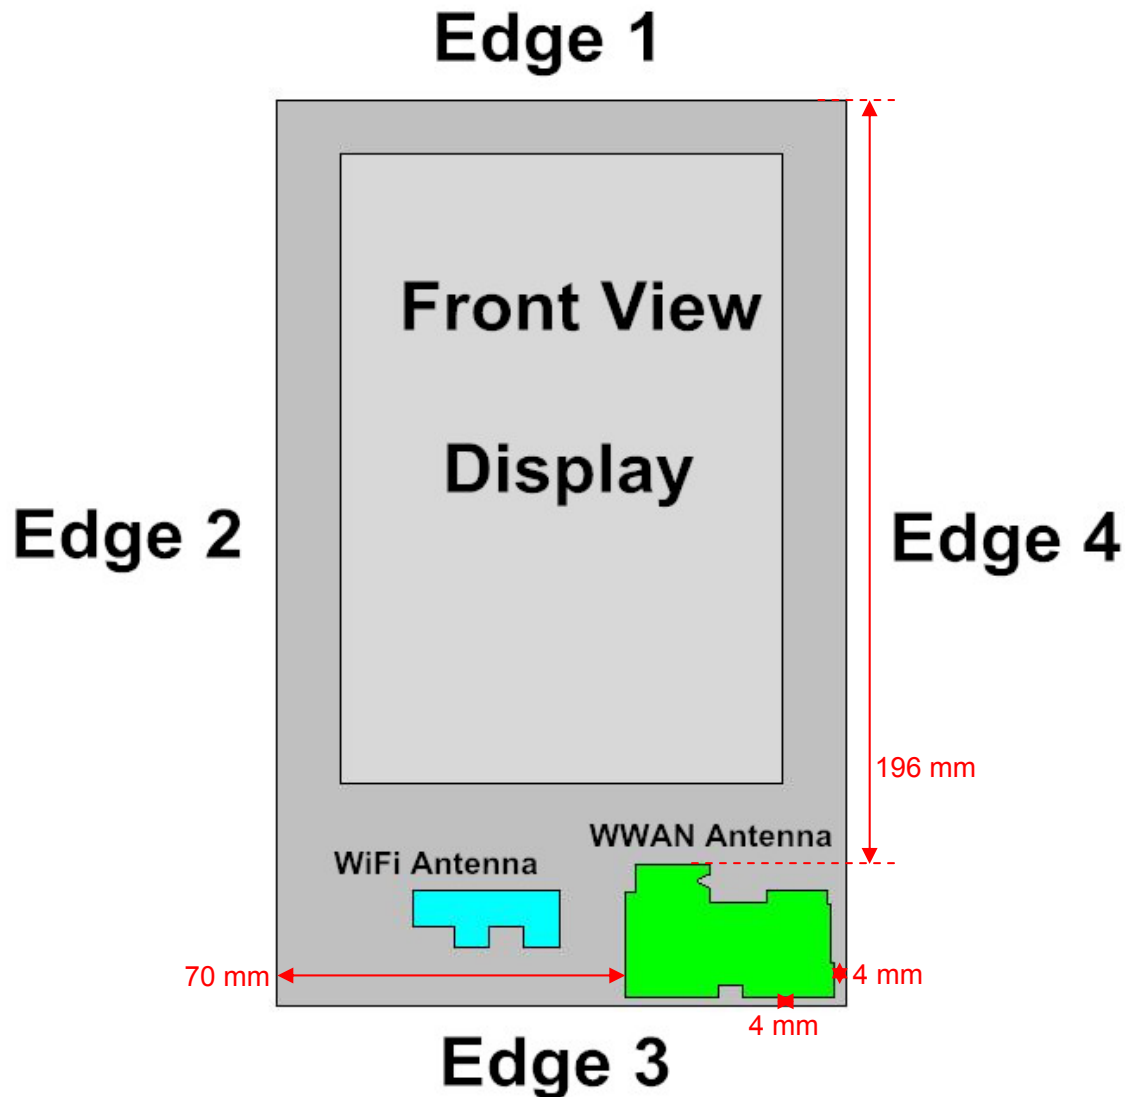 Edge 1
Front View
Display
Edge 2
Edge 4
196 mm
WWAN Antenna
WiFi Antenna
70 mm
4 mm
4 mm
Edge 3